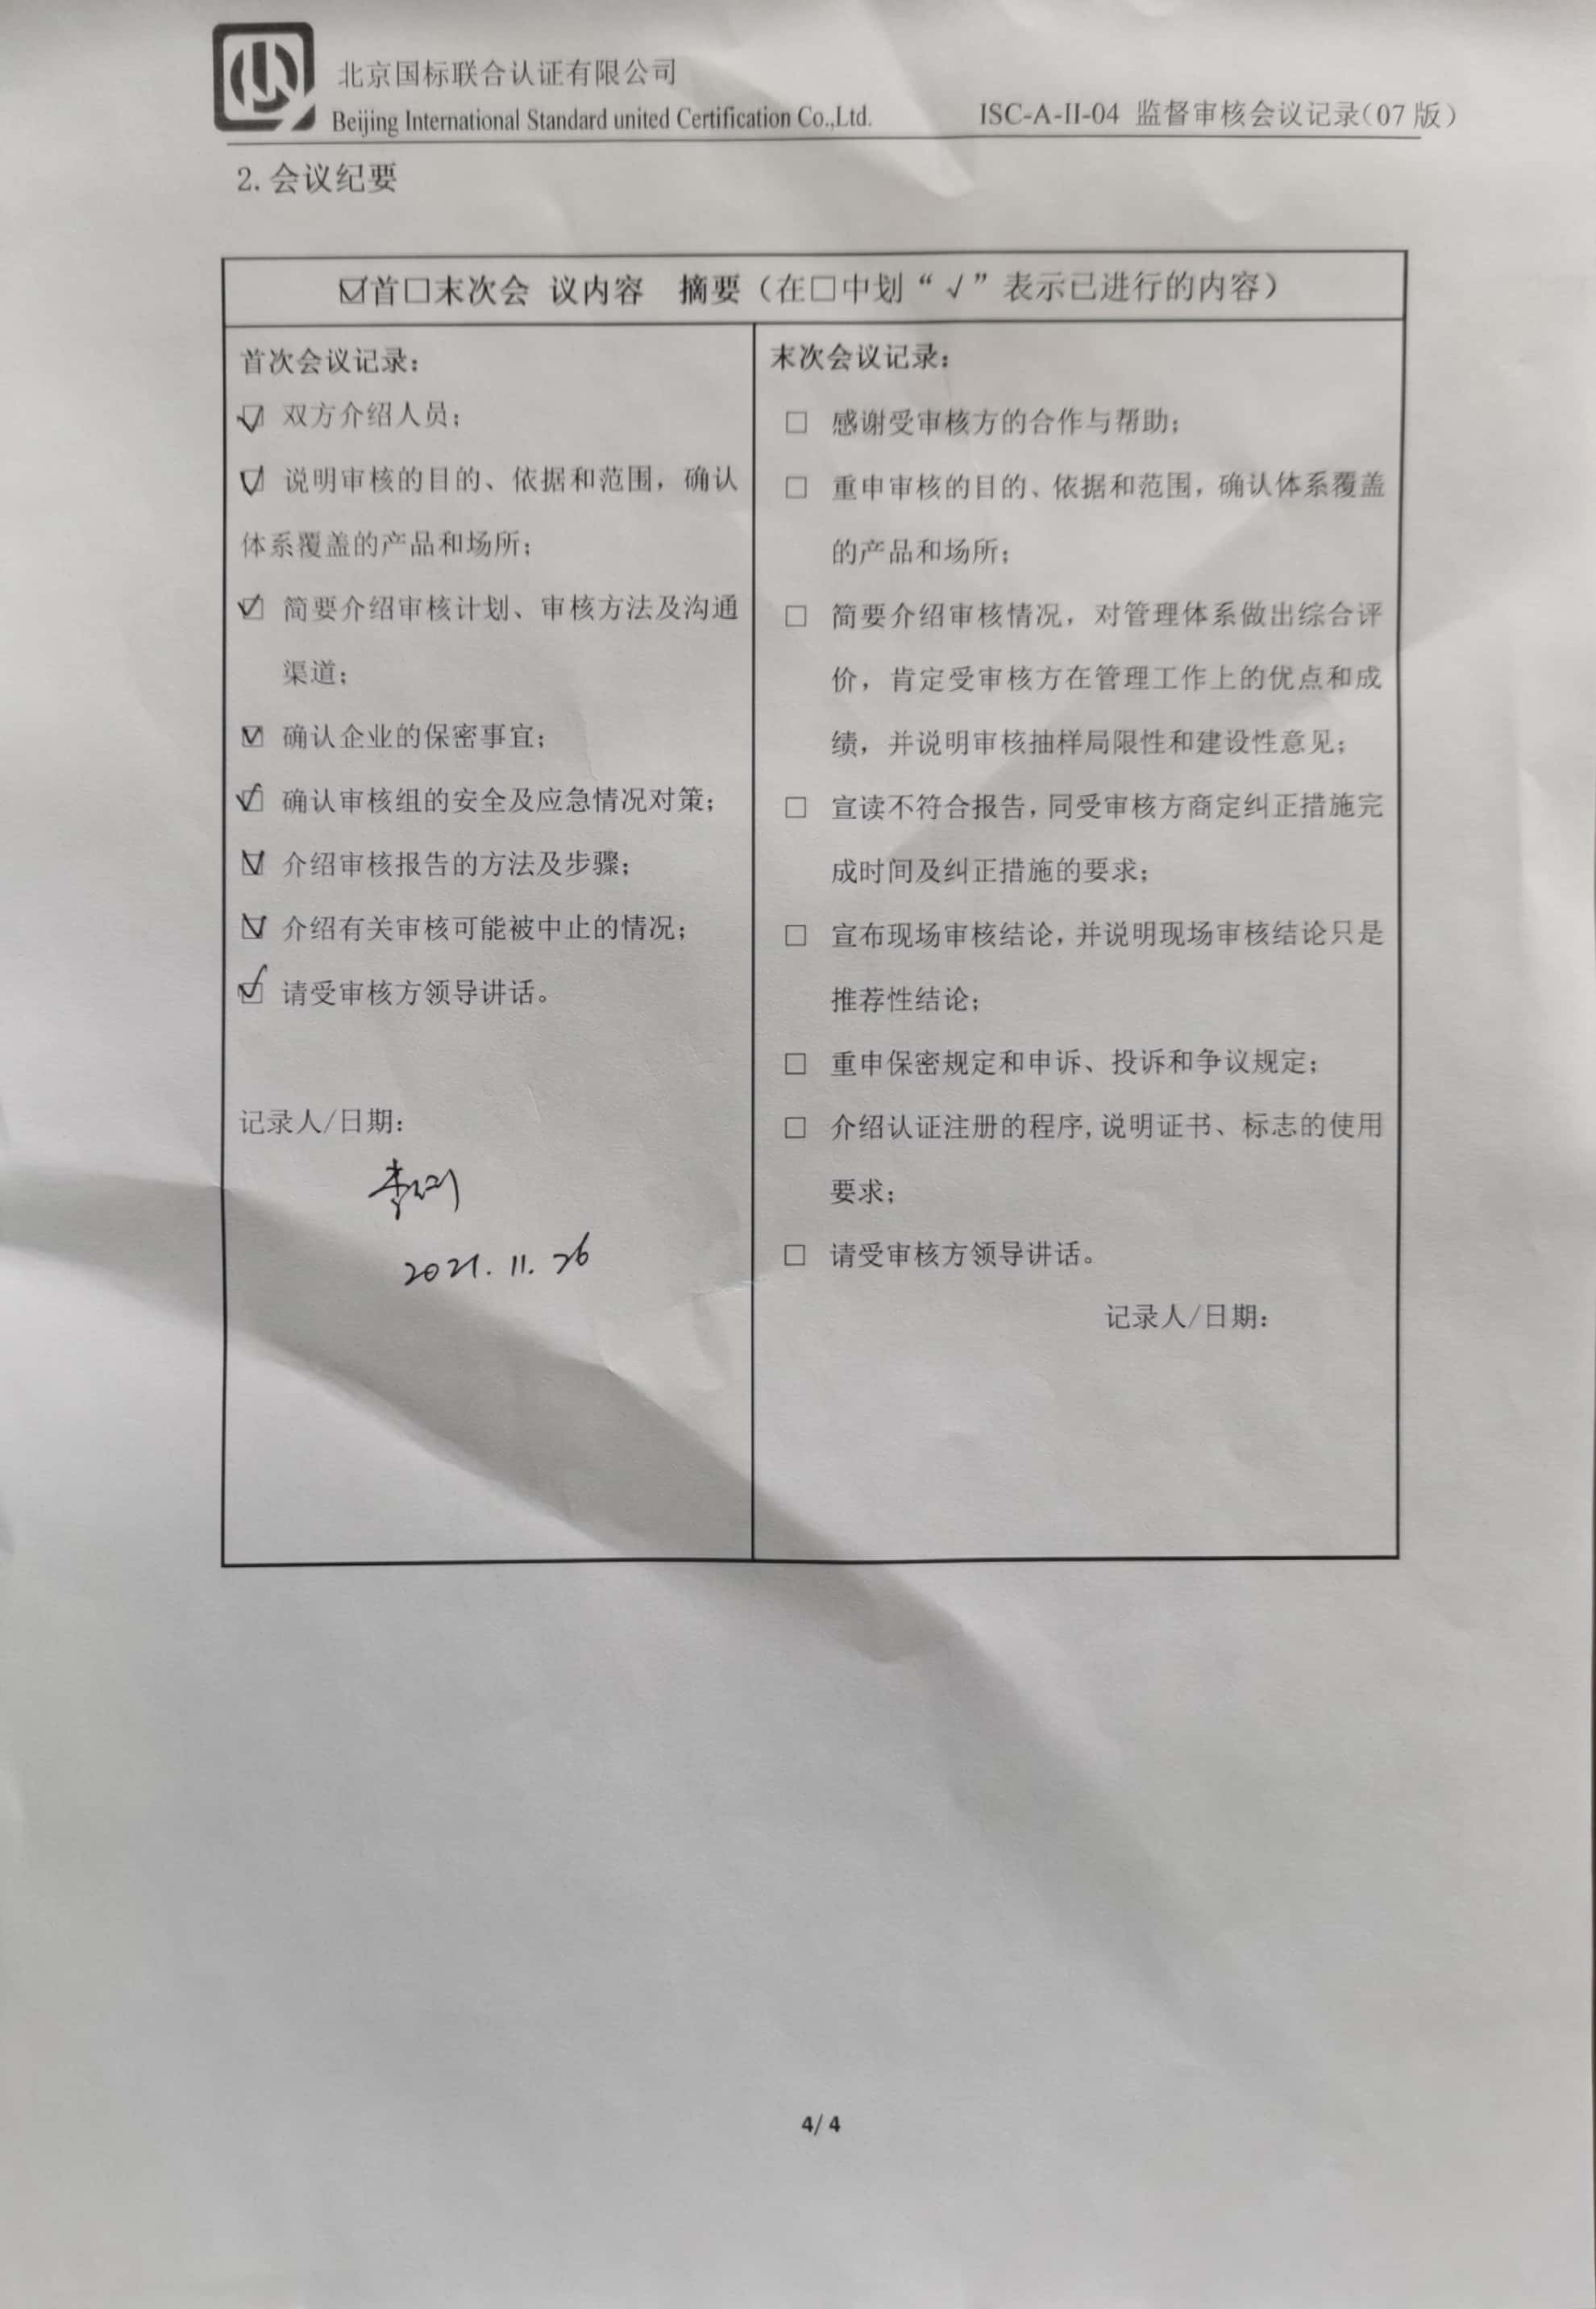 北京国标联合认证有限公司
Beijing International Standard united Certification Co.,Ltd.
ISC-A-II-04 监督审核会议记录(07版)
2.会议纪要
☑首□末次会 议内容 摘要（在□中划“√”表示已进行的内容）
首次会议记录：
☑ 双方介绍人员；
☑ 说明审核的目的、依据和范围，确认
体系覆盖的产品和场所；
☑ 简要介绍审核计划、审核方法及沟通
渠道；
☑ 确认企业的保密事宜；
☑ 确认审核组的安全及应急情况对策；
☑ 介绍审核报告的方法及步骤；
☑ 介绍有关审核可能被中止的情况；
☑ 请受审核方领导讲话。
记录人/日期：
2021.11.26
末次会议记录：
□ 感谢受审核方的合作与帮助；
□ 重申审核的目的、依据和范围，确认体系覆盖
的产品和场所；
□ 简要介绍审核情况，对管理体系做出综合评
价，肯定受审核方在管理工作上的优点和成
绩，并说明审核抽样局限性和建设性意见；
□ 宣读不符合报告，同受审核方商定纠正措施完
成时间及纠正措施的要求；
□ 宣布现场审核结论，并说明现场审核结论只是
推荐性结论；
□ 重申保密规定和申诉、投诉和争议规定；
□ 介绍认证注册的程序，说明证书、标志的使用
要求；
□ 请受审核方领导讲话。
记录人/日期：
4/4